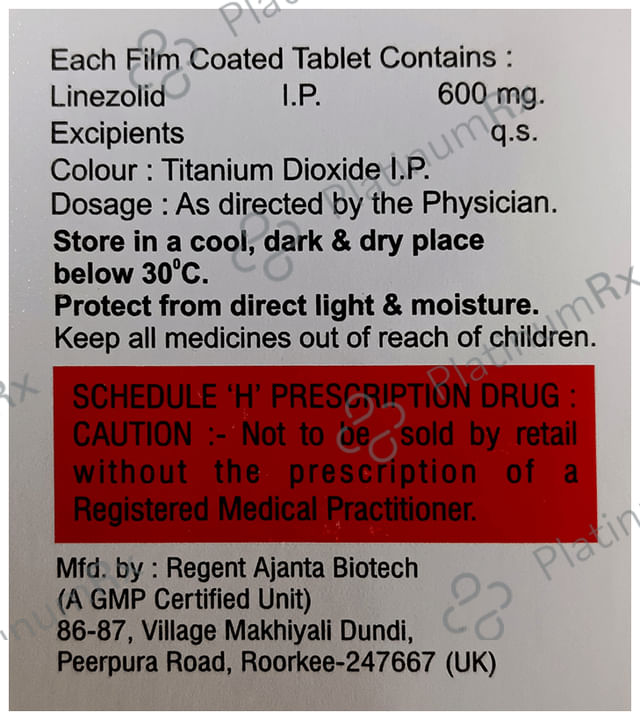 Each Film Coated Tablet Contains :
Linezolid I.P. 600 mg.
Excipients q.s.
Colour : Titanium Dioxide I.P.
Dosage : As directed by the Physician.
Store in a cool, dark & dry place
below 30⁰C.
Protect from direct light & moisture.
Keep all medicines out of reach of children.
SCHEDULE 'H' PRESCRIPTION DRUG :
CAUTION :- Not to be sold by retail
without the prescription of a
Registered Medical Practitioner.
Mfd. by : Regent Ajanta Biotech
(A GMP Certified Unit)
86-87, Village Makhiyali Dundi,
Peerpura Road, Roorkee-247667 (UK)
PlatinumRx
PlatinumRx